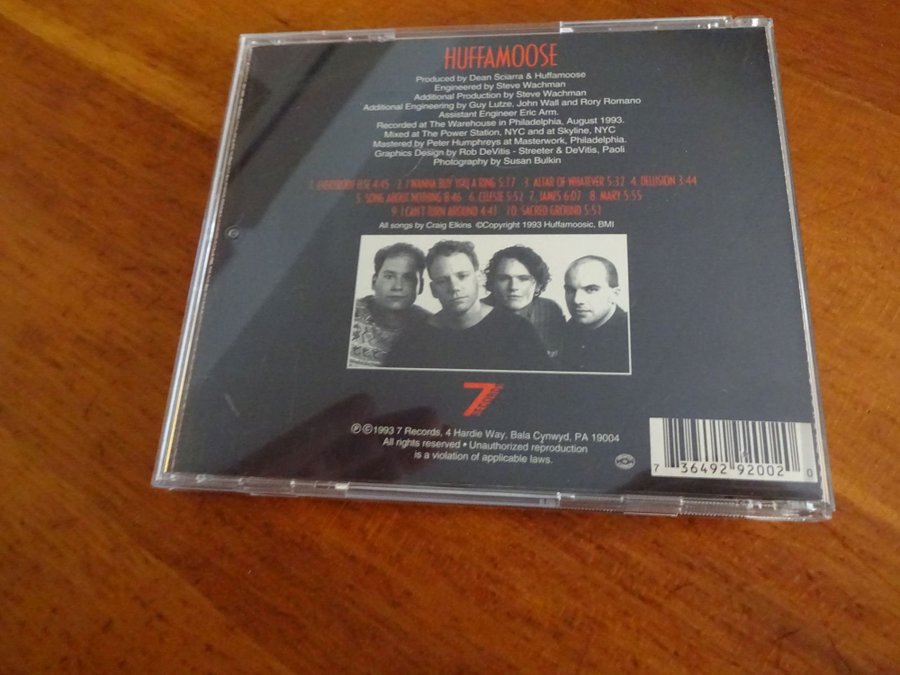 HUFFAMOOSE
Produced by Dean Sciarra & Huffamoose
Engineered by Steve Wachman
Additional Production by Steve Wachman
Additional Engineering by Guy Lutze, John Wall and Rory Romano
Assistant Engineer Eric Arm.
Recorded at The Warehouse in Philadelphia, August 1993.
Mixed at The Power Station, NYC and at Skyline, NYC
Mastered by Peter Humphreys at Masterwork, Philadelphia.
Graphics Design by Rob DeVitis - Streeter & DeVitis, Paoli
Photography by Susan Bulkin
1. EVERYBODY ELSE 4:45 2. I WANNA BUY YOU A RING 5:17 3. ALTAR OF WHATEVER 5:37 4. DELUSION 3:44
5. SONG ABOUT NOTHING 8:46 6. CELESTE 5:52 7. JAMES 6:07 8. MARY 5:55
9. I CAN'T TURN AROUND 4:41 10. SACRED GROUND 5:51
All songs by Craig Elkins ©Copyright 1993 Huffamoosic, BMI
7
℗©1993 7 Records, 4 Hardie Way, Bala Cynwyd, PA 19004
All rights reserved • Unauthorized reproduction
is a violation of applicable laws.
7 36492 92002 0